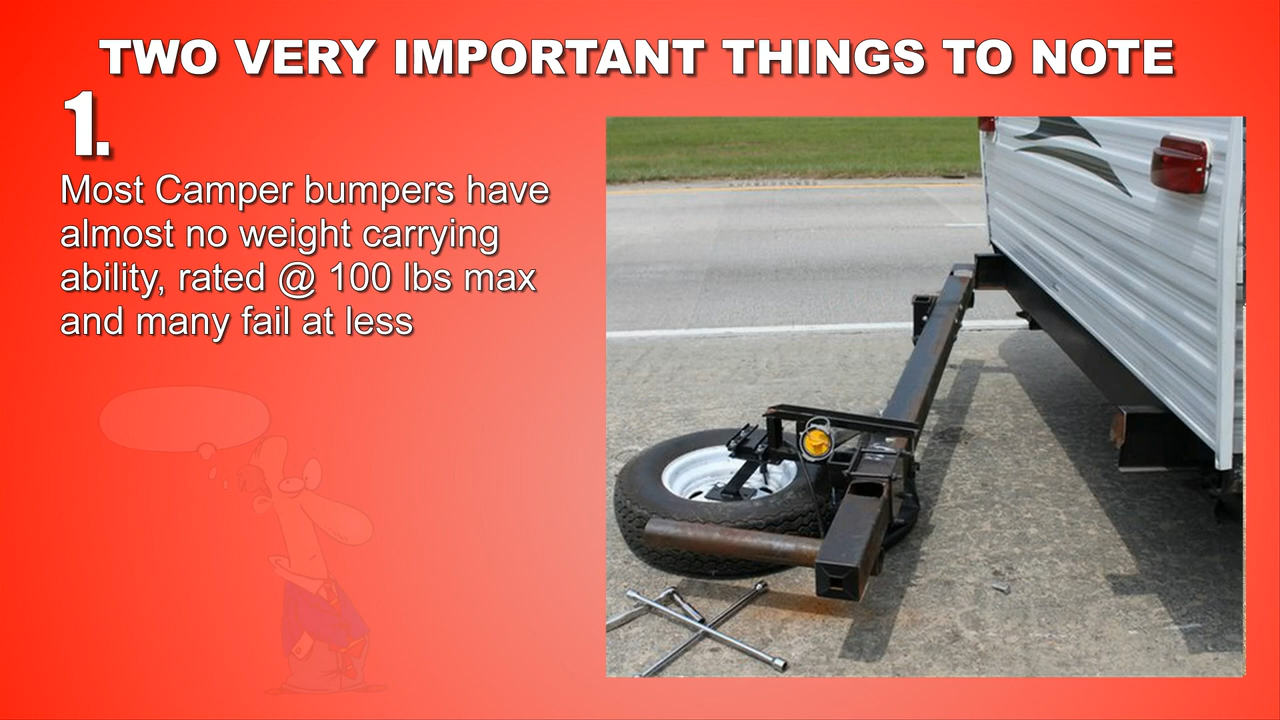 TWO VERY IMPORTANT THINGS TO NOTE
1.
Most Camper bumpers have
almost no weight carrying
ability, rated @ 100 lbs max
and many fail at less